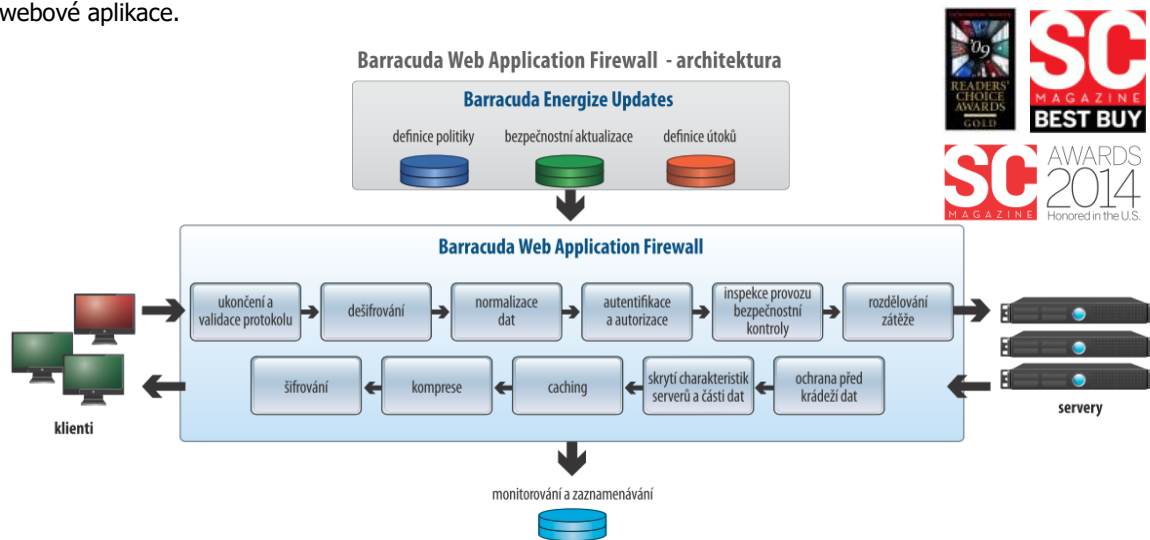 webové aplikace.
Barracuda Web Application Firewall - architektura
Barracuda Energize Updates
definice politiky
bezpečnostní aktualizace
definice útoků
'09
READERS'
CHOICE
AWARDS
GOLD
SC
MAGAZINE
BEST BUY
SC
MAGAZINE
AWARDS
2014
Honored in the U.S.
Barracuda Web Application Firewall
ukončení a
validace protokolu
dešifrování
normalizace
dat
autentifikace
a autorizace
inspekce provozu
bezpečnostní
kontroly
rozdělování
zátěže
šifrování
komprese
caching
skrytí charakteristik
serverů a části dat
ochrana před
krádeží dat
klienti
servery
monitorování a zaznamenávání